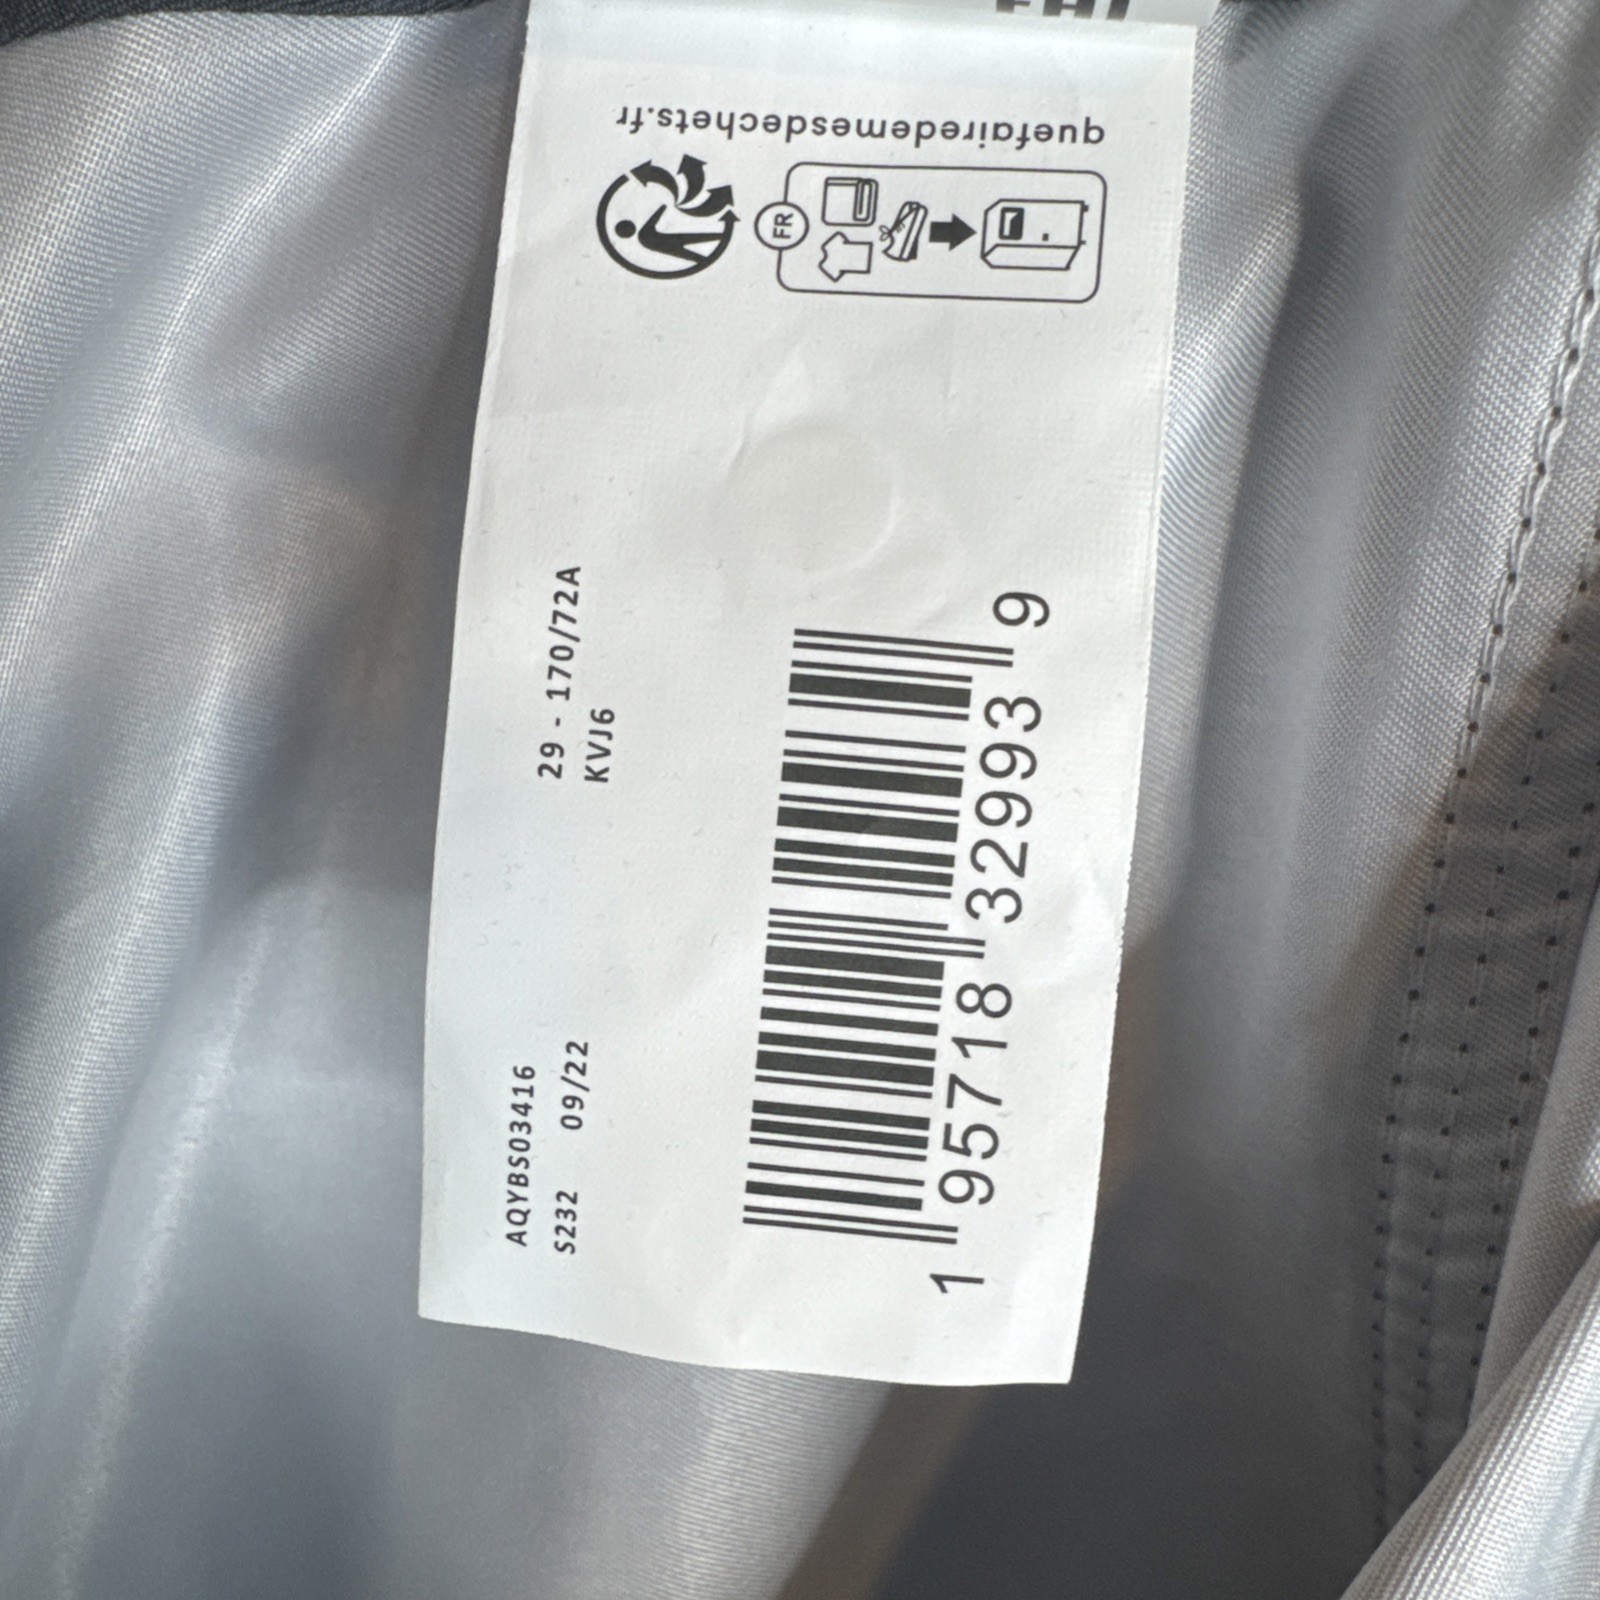 quefairedemesdechets.fr
FR
AQYBS03416
29 - 170/72A
S232 09/22
KVJ6
1 95718 32993 9